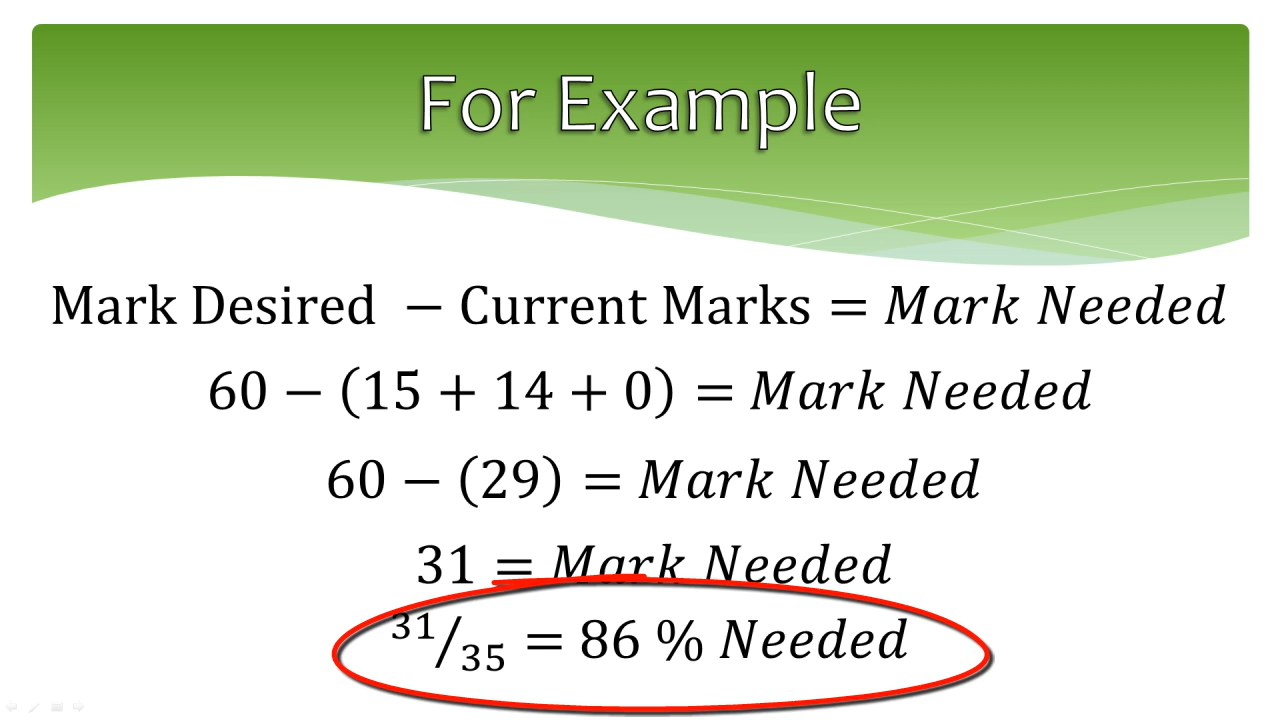 For Example
Mark Desired − Current Marks = Mark Needed
60 − (15 + 14 + 0) = Mark Needed
60 − (29) = Mark Needed
31 = Mark Needed
31/35 = 86 % Needed